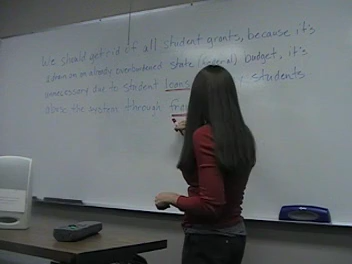 We should get rid of all student grants, because it's
a drain on an already overburdened state (federal) budget, it's
unnecessary due to student loans students
abuse the system through